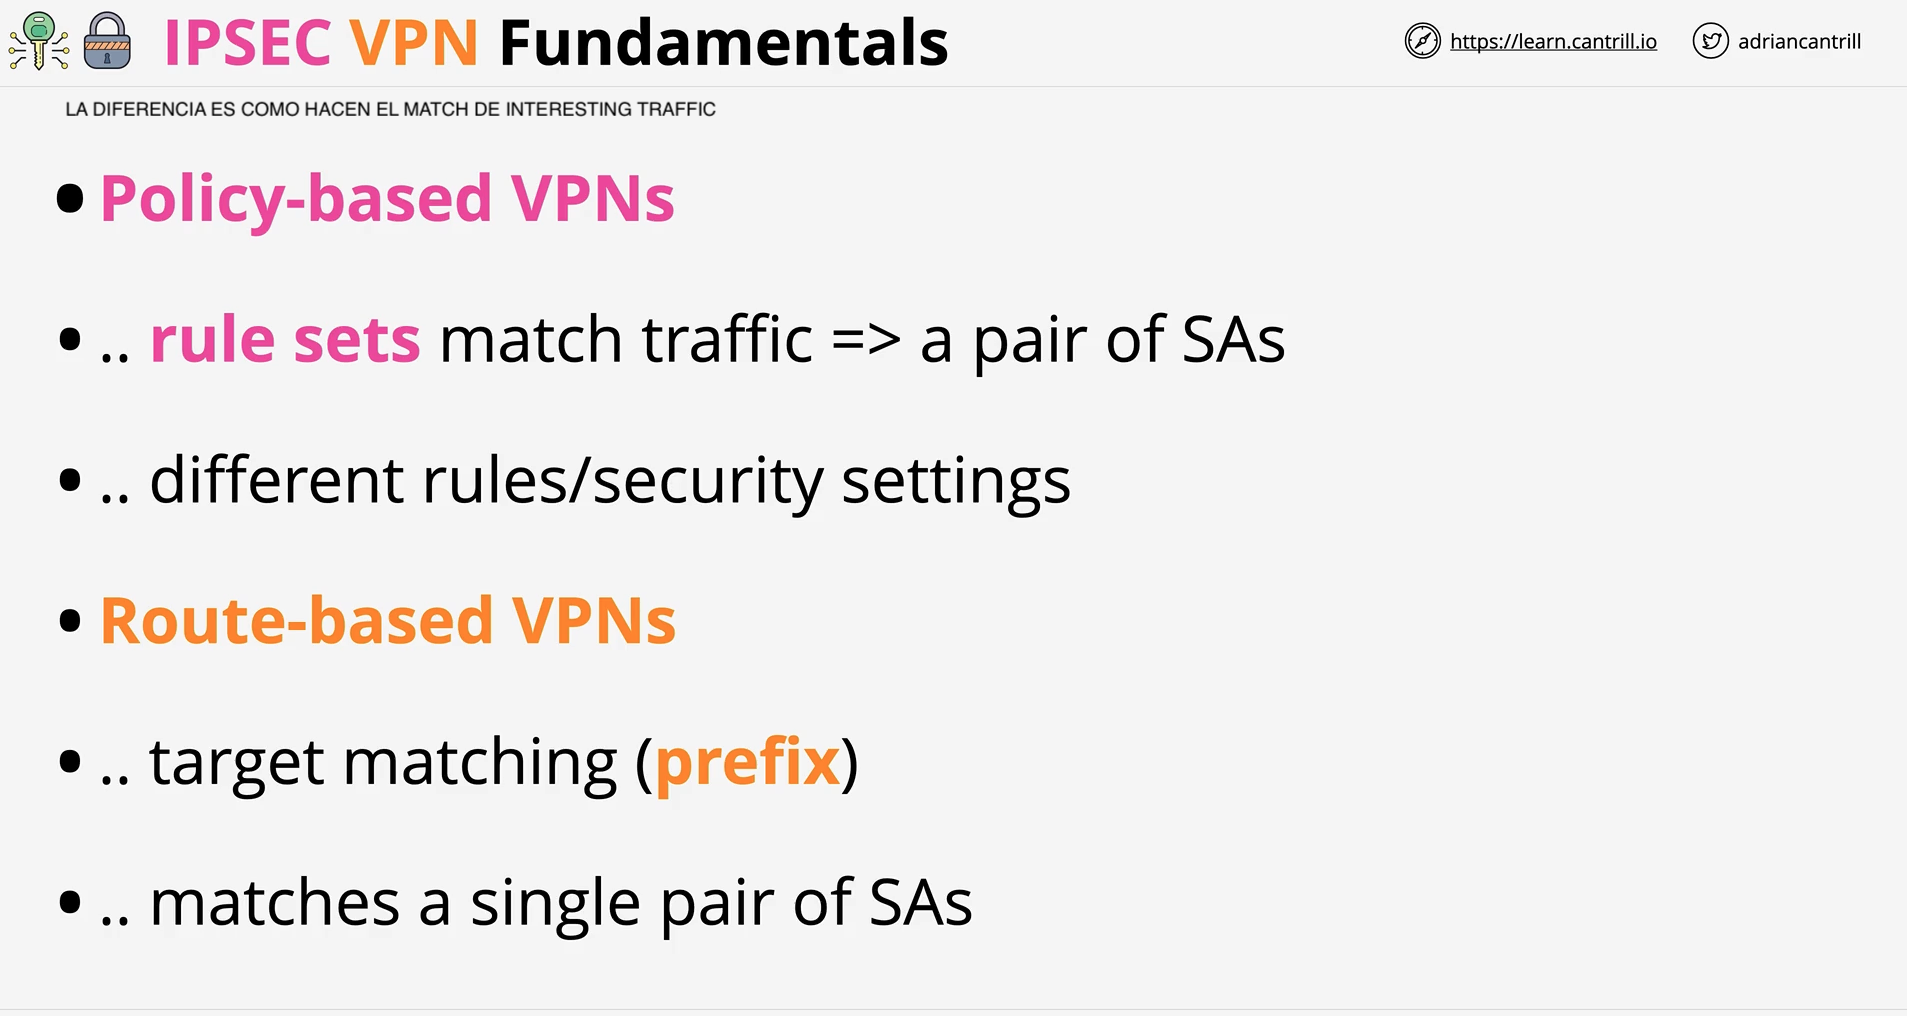 IPSEC VPN Fundamentals
https://learn.cantrill.io
adriancantrill
LA DIFERENCIA ES COMO HACEN EL MATCH DE INTERESTING TRAFFIC
• Policy-based VPNs
• .. rule sets match traffic => a pair of SAs
• .. different rules/security settings
• Route-based VPNs
• .. target matching (prefix)
• .. matches a single pair of SAs